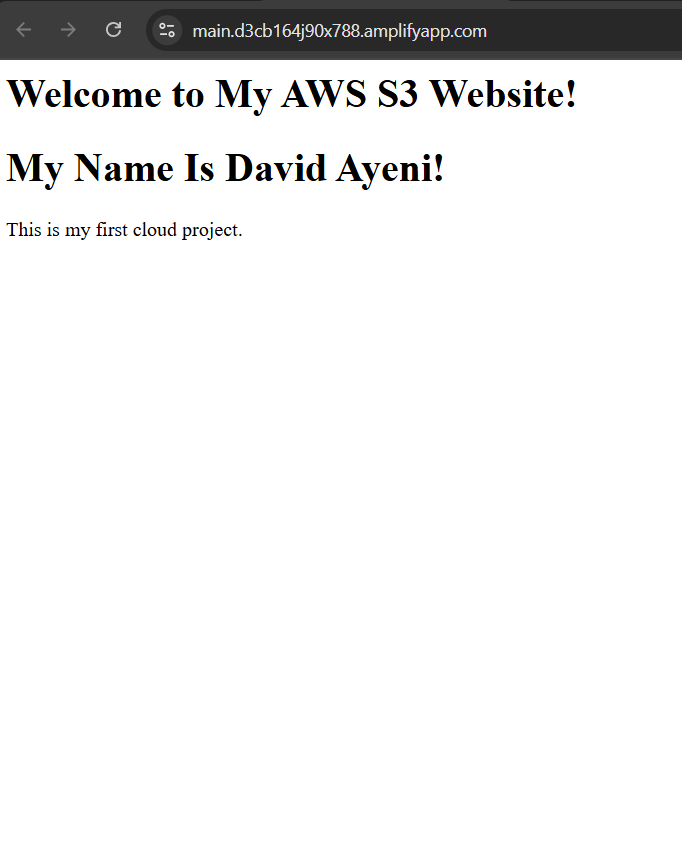 main.d3cb164j90x788.amplifyapp.com
Welcome to My AWS S3 Website!
My Name Is David Ayeni!
This is my first cloud project.